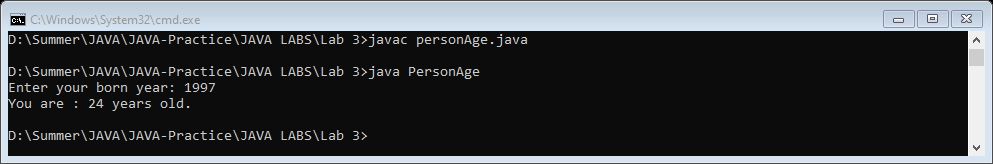 C:\Windows\System32\cmd.exe
D:\Summer\JAVA\JAVA-Practice\JAVA LABS\Lab 3>javac personAge.java
D:\Summer\JAVA\JAVA-Practice\JAVA LABS\Lab 3>java PersonAge
Enter your born year: 1997
You are : 24 years old.
D:\Summer\JAVA\JAVA-Practice\JAVA LABS\Lab 3>